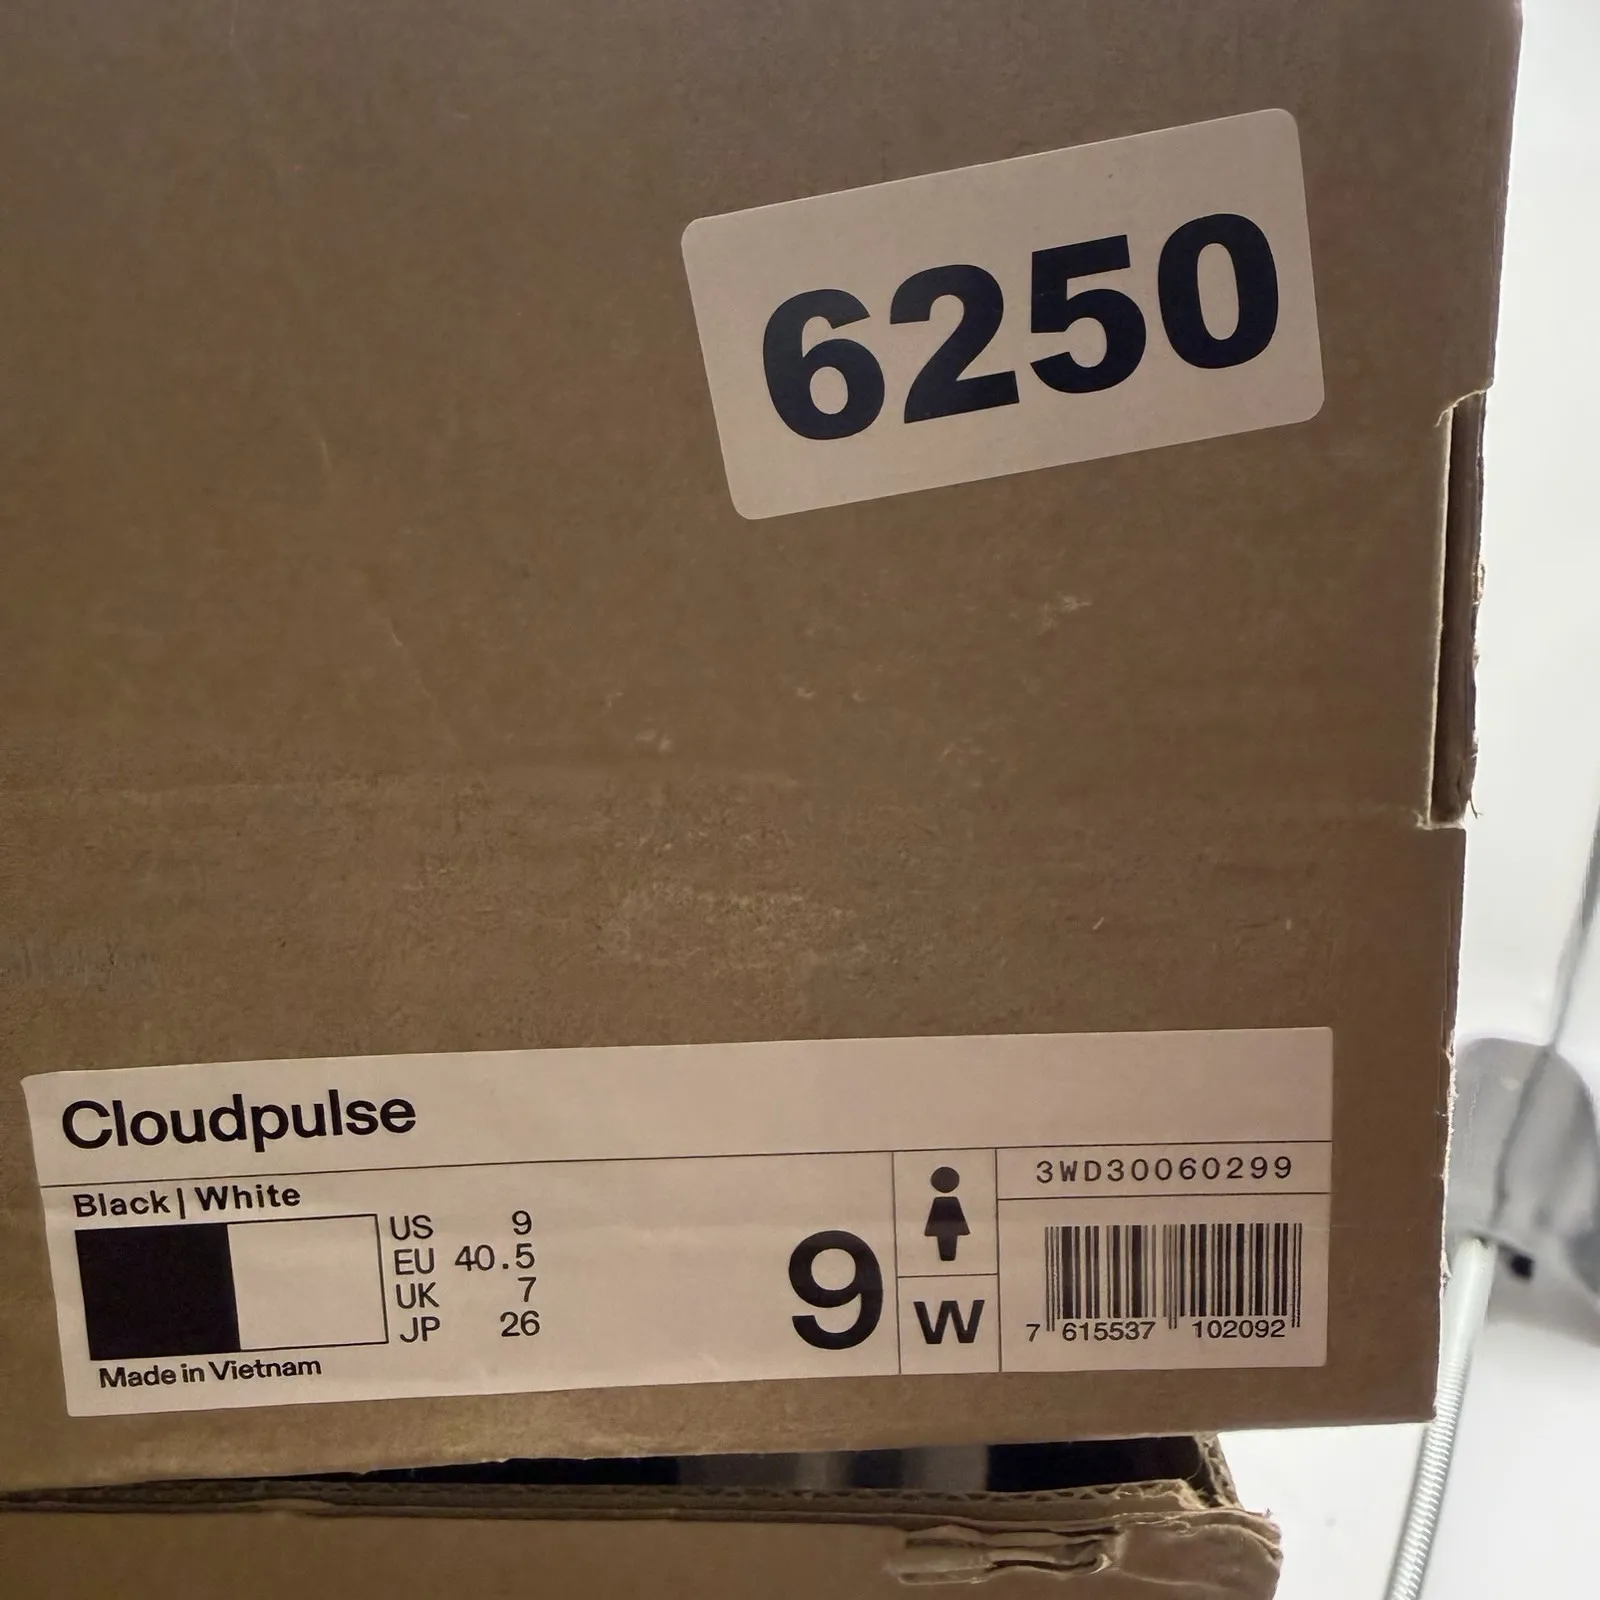 6250
Cloudpulse
Black | White
US 9
EU 40.5
UK 7
JP 26
Made in Vietnam
9
W
3WD30060299
7 615537 102092